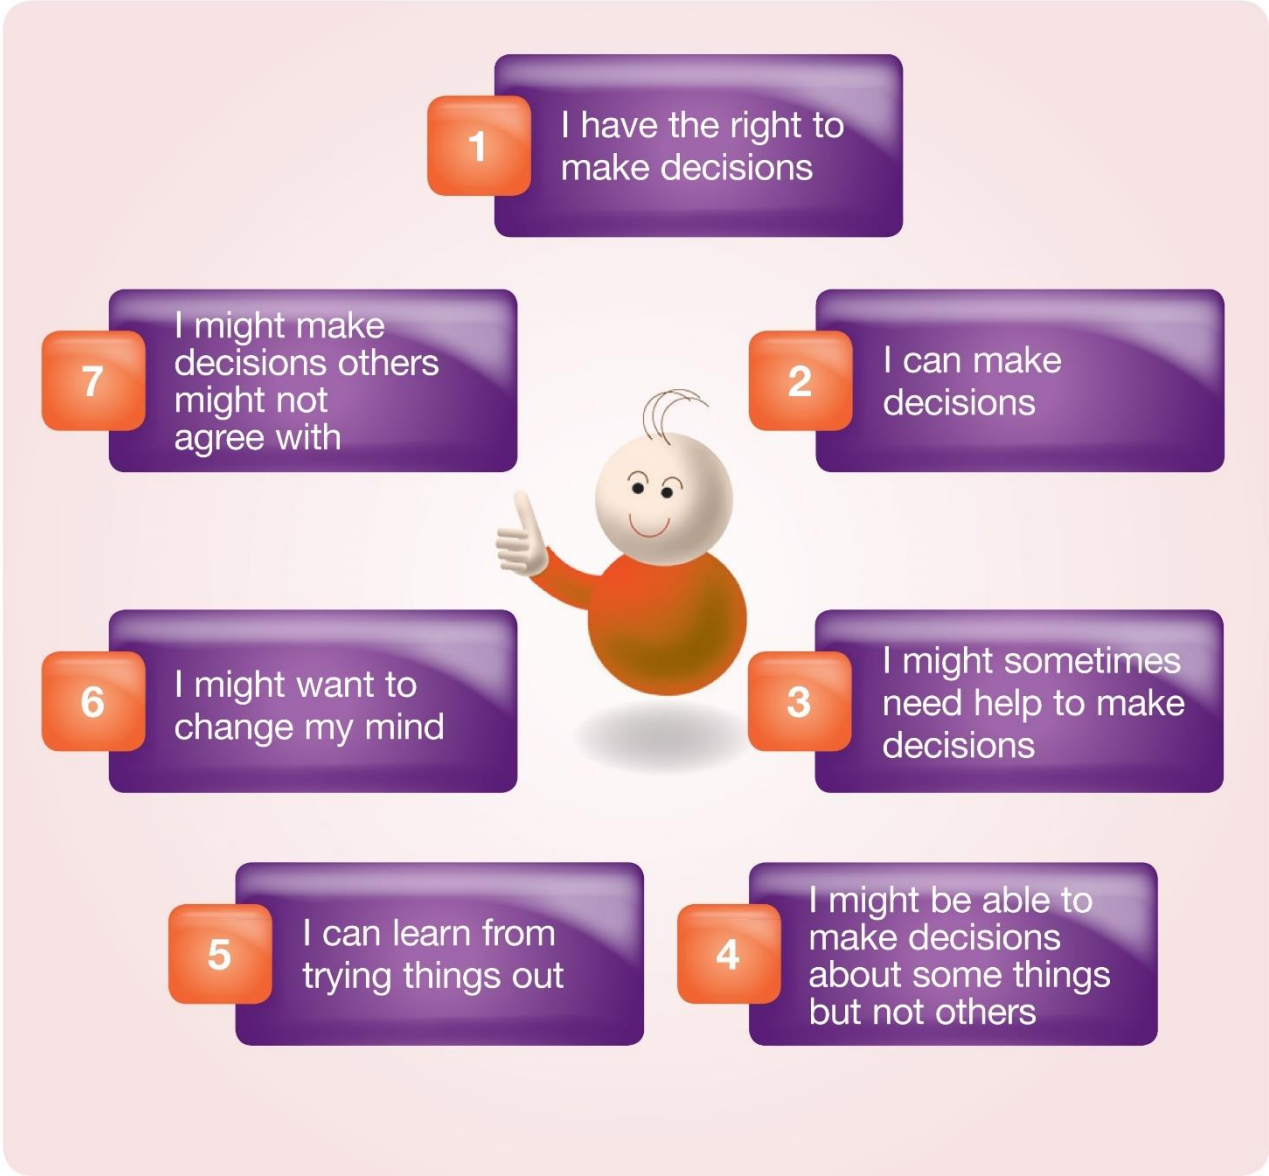 1
I have the right to
make decisions
2
I can make
decisions
3
I might sometimes
need help to make
decisions
4
I might be able to
make decisions
about some things
but not others
5
I can learn from
trying things out
6
I might want to
change my mind
7
I might make
decisions others
might not
agree with